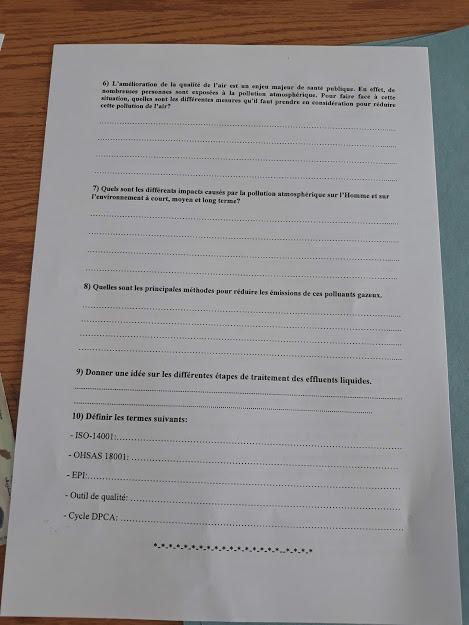 6) L'amélioration de la qualité de l'air est un enjeu majeur de santé publique. En effet, de
nombreuses personnes sont exposées à la pollution atmosphérique. Pour faire face à cette
situation, quelles sont les différentes mesures qu'il faut prendre en considération pour réduire
cette pollution de l'air?
7) Quels sont les différents impacts causés par la pollution atmosphérique sur l'Homme et sur
l'environnement à court, moyen et long terme?
8) Quelles sont les principales méthodes pour réduire les émissions de ces polluants gazeux.
9) Donner une idée sur les différentes étapes de traitement des effluents liquides.
10) Définir les termes suivants:
- ISO-14001:
- OHSAS 18001:
- EPI:
- Outil de qualité:
- Cycle DPCA: